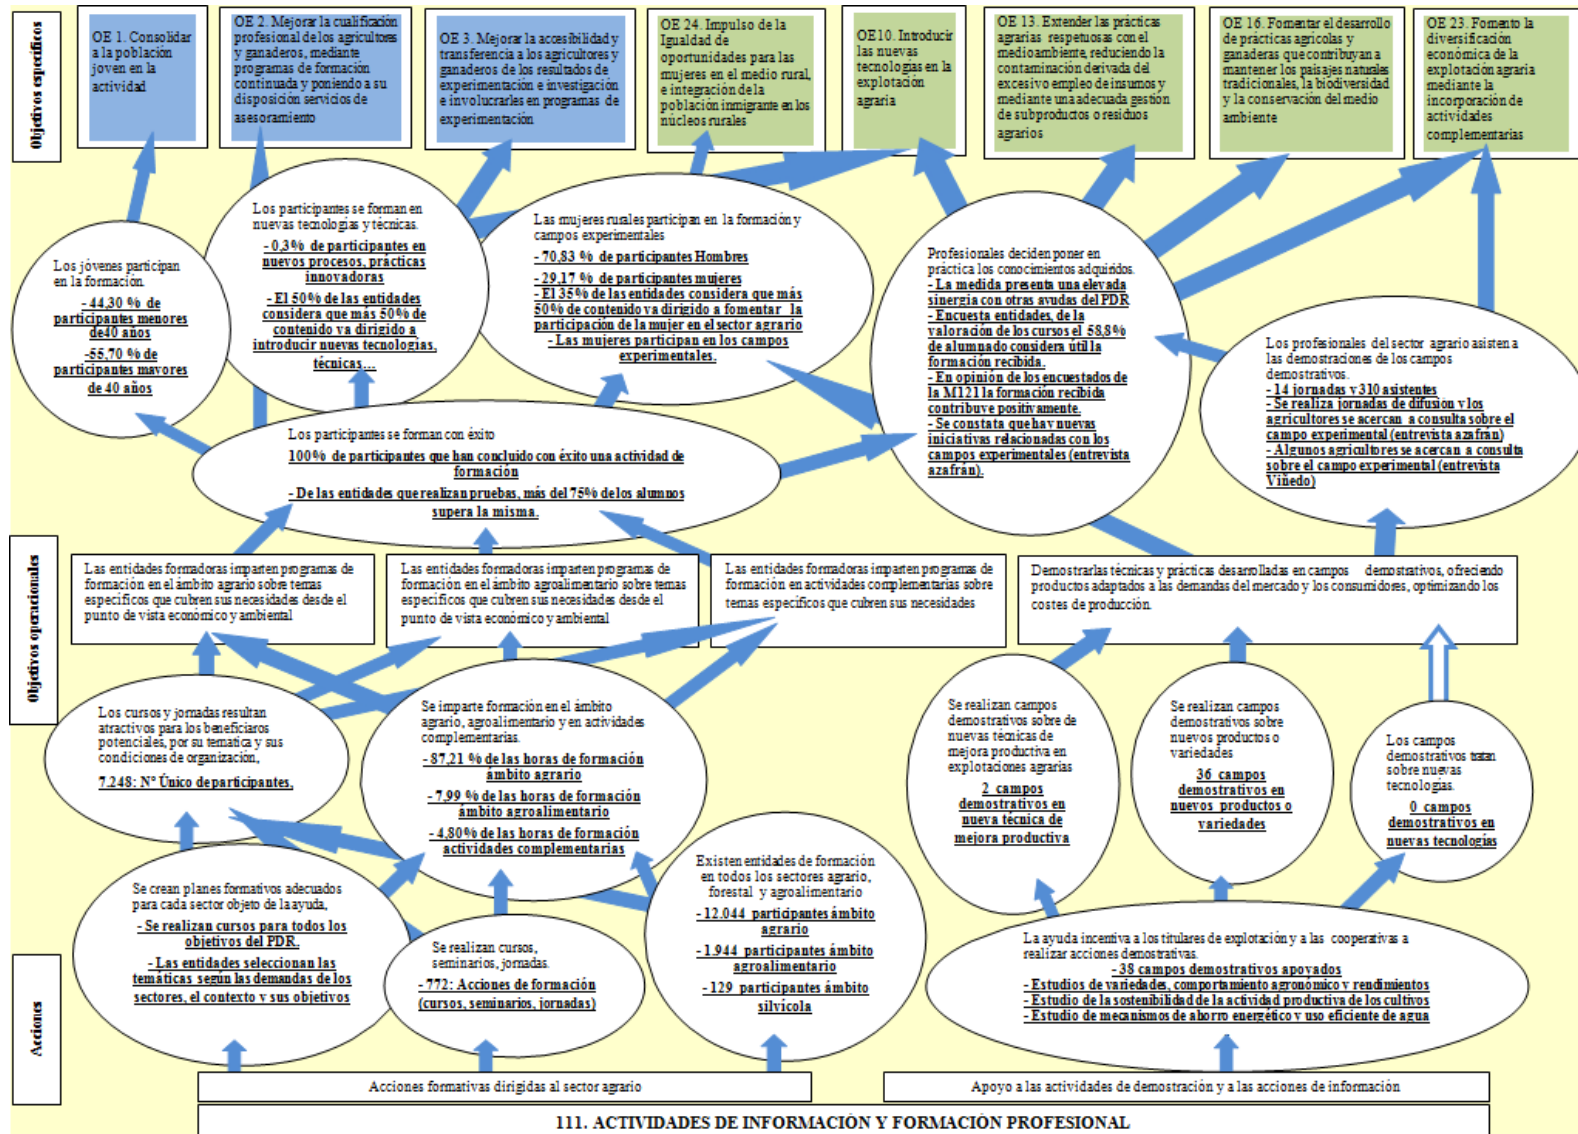 Objetivos específicos
OE 1. Consolidar
a la población
joven en la
actividad
OE 2. Mejorar la cualificación
profesional de los agricultores
y ganaderos, mediante
programas de formación
continuada y poniendo a su
disposición servicios de
asesoramiento
OE 3. Mejorar la accesibilidad y
transferencia a los agricultores y
ganaderos de los resultados de
experimentación e investigación
e involucrarles en programas de
experimentación
OE 24. Impulso de la
Igualdad de
oportunidades para las
mujeres en el medio rural,
e integración de la
población inmigrante en los
núcleos rurales
OE10. Introducir
las nuevas
tecnologías en la
explotación
agraria
OE 13. Extender las prácticas
agrarias respetuosas con el
medioambiente, reduciendo la
contaminación derivada del
excesivo empleo de insumos y
mediante una adecuada gestión
de subproductos o residuos
agrarios
OE 16. Fomentar el desarrollo
de prácticas agrícolas y
ganaderas que contribuyan a
mantener los paisajes naturales
tradicionales, la biodiversidad
y la conservación del medio
ambiente
OE 23. Fomento la
diversificación
económica de la
explotación agraria
mediante la
incorporación de
actividades
complementarias
Los jóvenes participan
en la formación.
- 44,30 % de
participantes menores
de40 años
-55,70 % de
participantes mayores
de 40 años
Los participantes se forman en
nuevas tecnologías y técnicas.
- 0,3% de participantes en
nuevos procesos, prácticas
innovadoras
- El 50% de las entidades
considera que más 50% de
contenido va dirigido a
introducir nuevas tecnologías,
técnicas...
Las mujeres rurales participan en la formación y
campos experimentales
- 70,83 % de participantes Hombres
- 29,17 % de participantes mujeres
- El 35% de las entidades considera que más
50% de contenido va dirigido a fomentar la
participación de la mujer en el sector agrario
- Las mujeres participan en los campos
experimentales.
Profesionales deciden poner en
práctica los conocimientos adquiridos.
- La medida presenta una elevada
sinergia con otras ayudas del PDR
- Encuesta entidades, de la
valoración de los cursos el 58,8%
de alumnado considera útil la
formación recibida.
- En opinión de los encuestados de
la M121 la formación recibida
contribuye positivamente.
- Se constata que hay nuevas
iniciativas relacionadas con los
campos experimentales (entrevista
azafrán).
Los profesionales del sector agrario asisten a
las demostraciones de los campos
demostrativos.
- 14 jornadas y 310 asistentes
- Se realiza jornadas de difusión y los
agricultores se acercan a consulta sobre el
campo experimental (entrevista azafrán)
- Algunos agricultores se acercan a consulta
sobre el campo experimental (entrevista
Viñedo)
Los participantes se forman con éxito
100% de participantes que han concluido con éxito una actividad de
formación
- De las entidades que realizan pruebas, más del 75% de los alumnos
supera la misma.
Objetivos operacionales
Las entidades formadoras imparten programas de
formación en el ámbito agrario sobre temas
específicos que cubren sus necesidades desde el
punto de vista económico y ambiental
Las entidades formadoras imparten programas de
formación en el ámbito agroalimentario sobre temas
específicos que cubren sus necesidades desde el
punto de vista económico y ambiental
Las entidades formadoras imparten programas de
formación en actividades complementarias sobre
temas específicos que cubren sus necesidades
Demostrarlas técnicas y prácticas desarrolladas en campos demostrativos, ofreciendo
productos adaptados a las demandas del mercado y los consumidores, optimizando los
costes de producción.
Los cursos y jornadas resultan
atractivos para los beneficiaros
potenciales, por su temática y sus
condiciones de organización,
7.248: Nº Único de participantes,
Se imparte formación en el ámbito
agrario, agroalimentario y en actividades
complementarias.
- 87,21 % de las horas de formación
ámbito agrario
- 7,99 % de las horas de formación
ámbito agroalimentario
- 4,80% de las horas de formación
actividades complementarias
Se realizan campos
demostrativos sobre de
nuevas técnicas de
mejora productiva en
explotaciones agrarias
2 campos
demostrativos en
nueva técnica de
mejora productiva
Se realizan campos
demostrativos sobre
nuevos productos o
variedades
36 campos
demostrativos en
nuevos productos o
variedades
Los campos
demostrativos tratan
sobre nuevas
tecnologías.
0 campos
demostrativos en
nuevas tecnologías
Acciones
Se crean planes formativos adecuados
para cada sector objeto de la ayuda,
- Se realizan cursos para todos los
objetivos del PDR.
- Las entidades seleccionan las
temáticas según las demandas de los
sectores, el contexto y sus objetivos
Se realizan cursos,
seminarios, jornadas.
- 772: Acciones de formación
(cursos, seminarios, jornadas)
Existen entidades de formación
en todos los sectores agrario,
forestal y agroalimentario
- 12.044 participantes ámbito
agrario
- 1.944 participantes ámbito
agroalimentario
- 129 participantes ámbito
silvícola
La ayuda incentiva a los titulares de explotación y a las cooperativas a
realizar acciones demostrativas.
- 38 campos demostrativos apoyados
- Estudios de variedades, comportamiento agronómico y rendimientos
- Estudio de la sostenibilidad de la actividad productiva de los cultivos
- Estudio de mecanismos de ahorro energético y uso eficiente de agua
Acciones formativas dirigidas al sector agrario
Apoyo a las actividades de demostración y a las acciones de información
111. ACTIVIDADES DE INFORMACIÓN Y FORMACIÓN PROFESIONAL